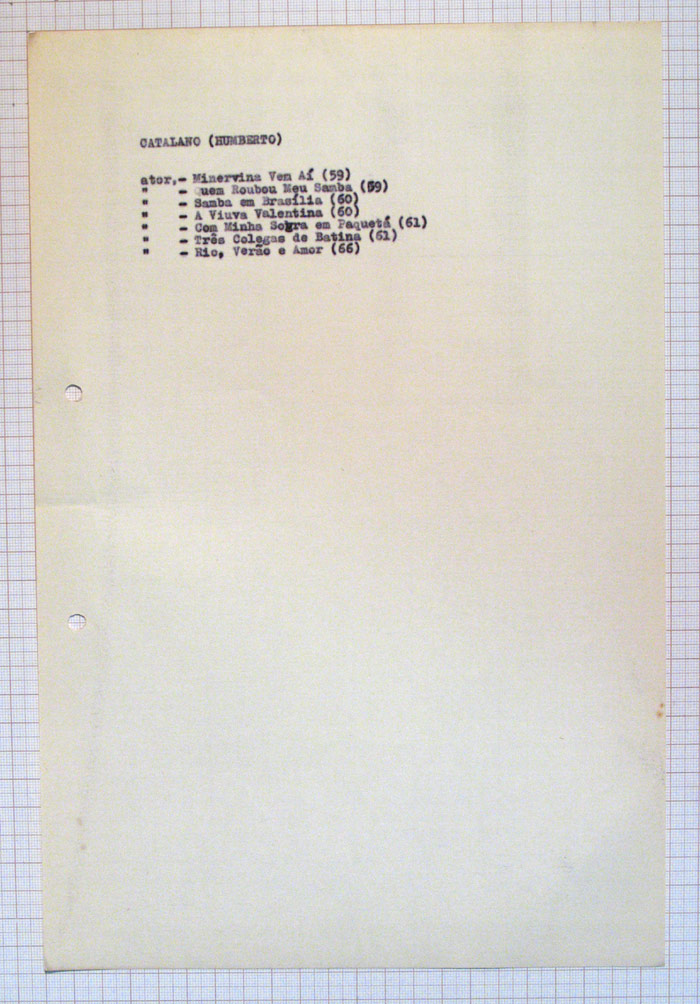 CATALANO (HUMBERTO)
ator,- Minervina Vem Aí (59)
" - Quem Roubou Meu Samba (59)
" - Samba em Brasília (60)
" - A Viuva Valentina (60)
" - Com Minha Sogra em Paquetá (61)
" - Três Colegas de Batina (61)
" - Rio, Verão e Amor (66)